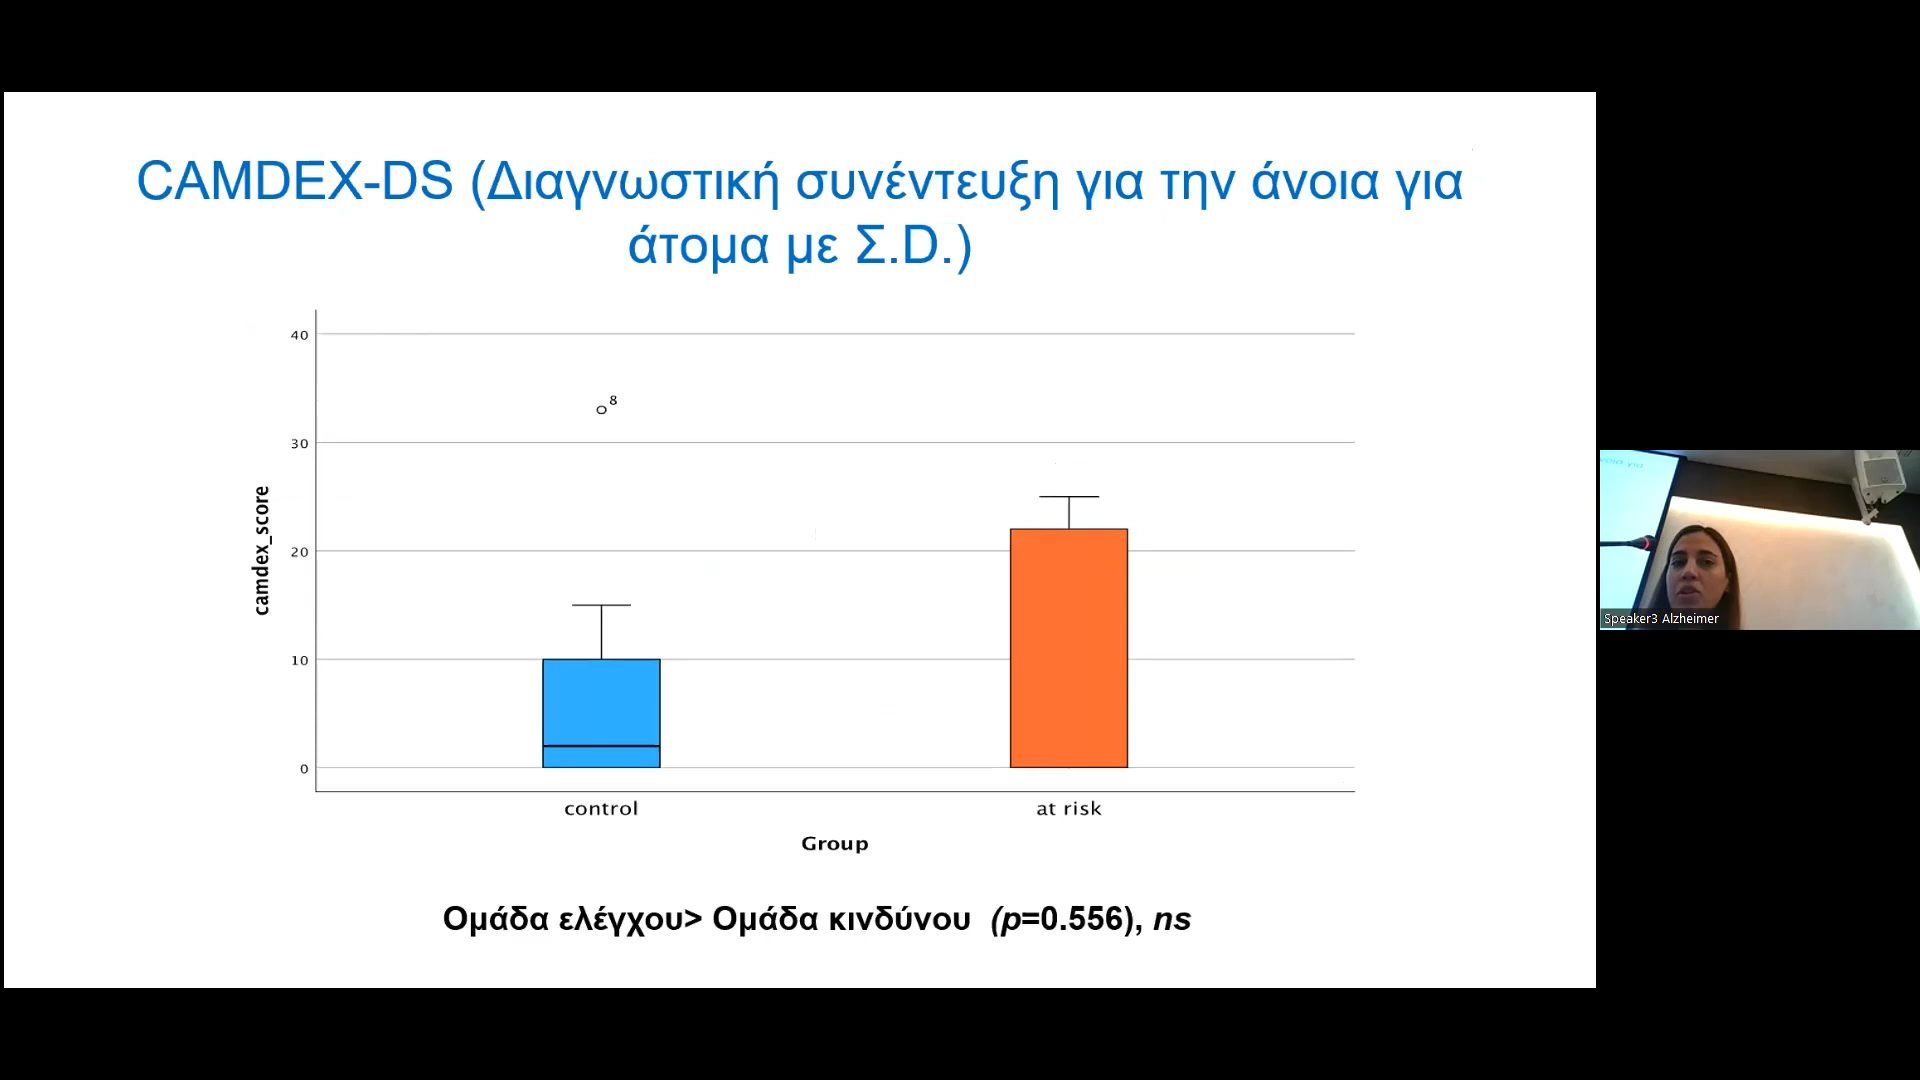 CAMDEX-DS (Διαγνωστική συνέντευξη για την άνοια για
άτομα με Σ.D.)
40
30
20
10
0
8
camdex_score
control
at risk
Group
Ομάδα ελέγχου> Ομάδα κινδύνου (p=0.556), ns
Speaker3 Alzheimer